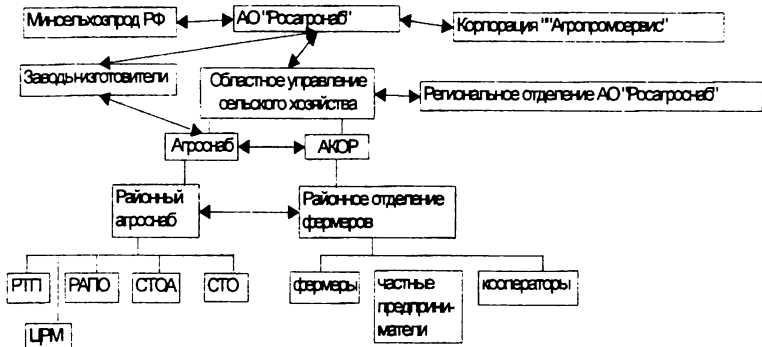 Минсельхозпрод РФ
АО "Росагронаб"
Корпорация ""Агропромсервис"
Заводы-изготовители
Областное управление
сельского хозяйства
Региональное отделение АО "Росагроснаб"
Агроснаб
АКОР
Районный
агроснаб
Районное отделение
фермеров
РТП
РАПО
СТОА
СТО
фермеры
частные
предприни-
матели
кооператоры
ЦРМ